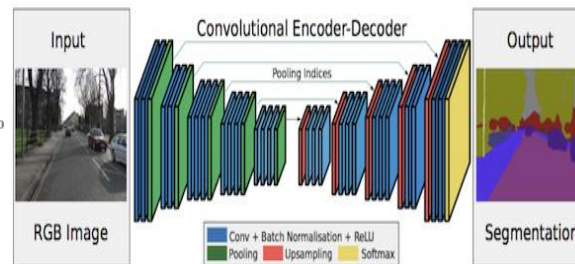 Input
Convolutional Encoder-Decoder
Output
Pooling Indices
RGB Image
Conv + Batch Normalisation + ReLU
Pooling
Upsampling
Softmax
Segmentation